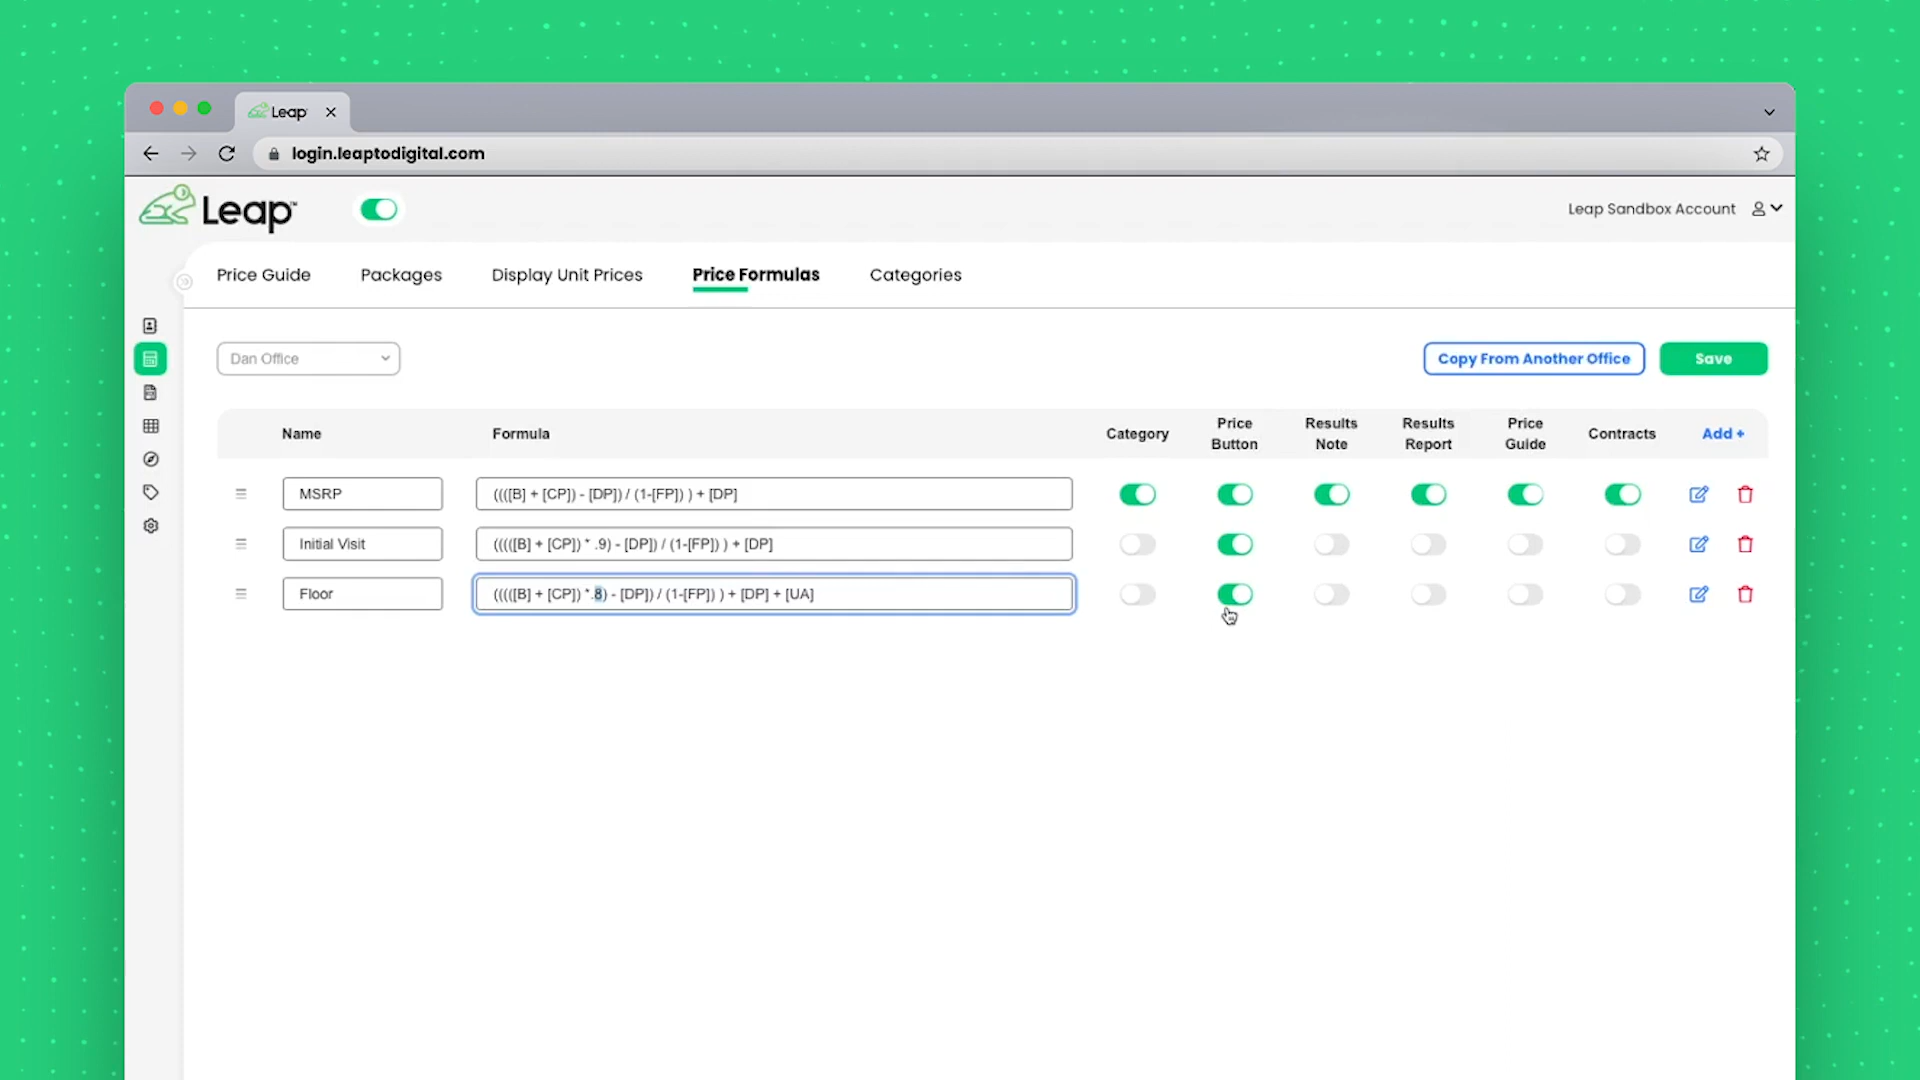 Leap
login.leaptodigital.com
Leap™
Leap Sandbox Account
Price Guide Packages Display Unit Prices Price Formulas Categories
Dan Office Copy From Another Office Save
Name Formula Category Price Button Results Note Results Report Price Guide Contracts Add +
MSRP ((([B] + [CP]) - [DP]) / (1-[FP]) ) + [DP]
Initial Visit (((([B] + [CP]) * .9) - [DP]) / (1-[FP]) ) + [DP]
Floor (((([B] + [CP]) *.8) - [DP]) / (1-[FP]) ) + [DP] + [UA]